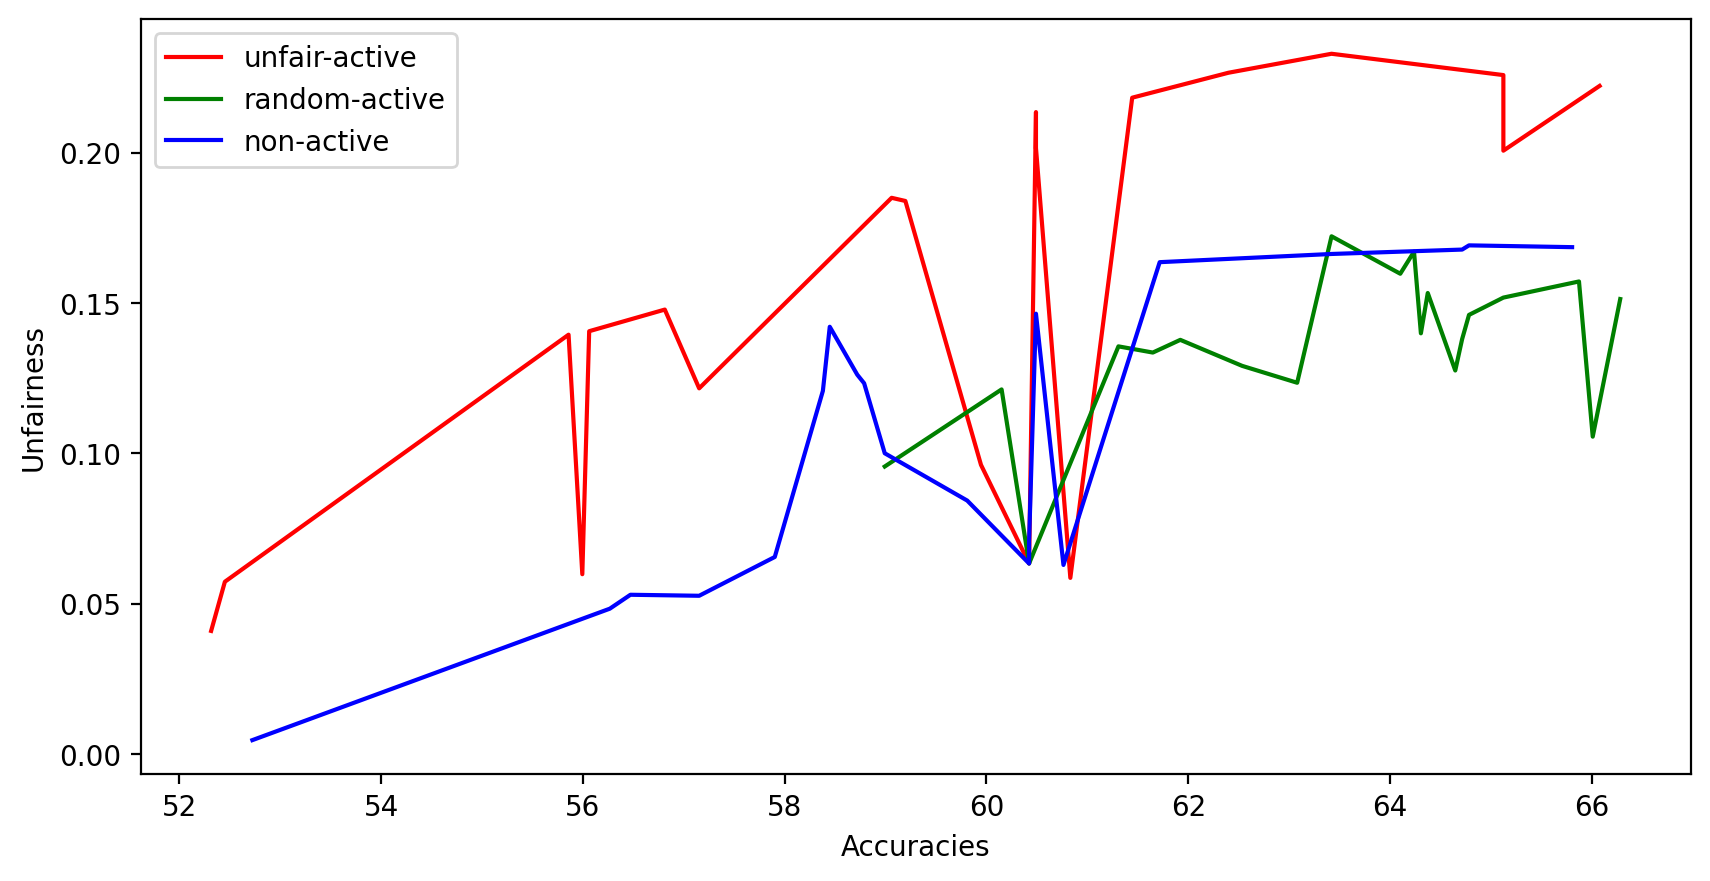 unfair-active
random-active
non-active
Unfairness
0.20
0.15
0.10
0.05
0.00
52 54 56 58 60 62 64 66
Accuracies